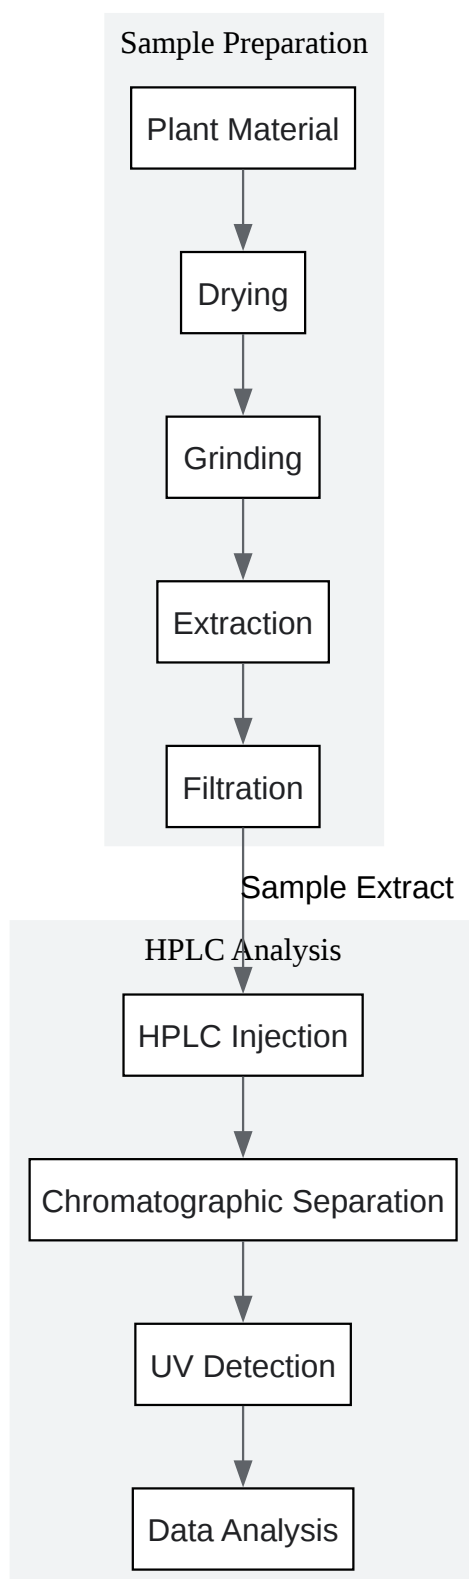 Sample Preparation
Plant Material
Drying
Grinding
Extraction
Filtration
Sample Extract
HPLC Analysis
HPLC Injection
Chromatographic Separation
UV Detection
Data Analysis